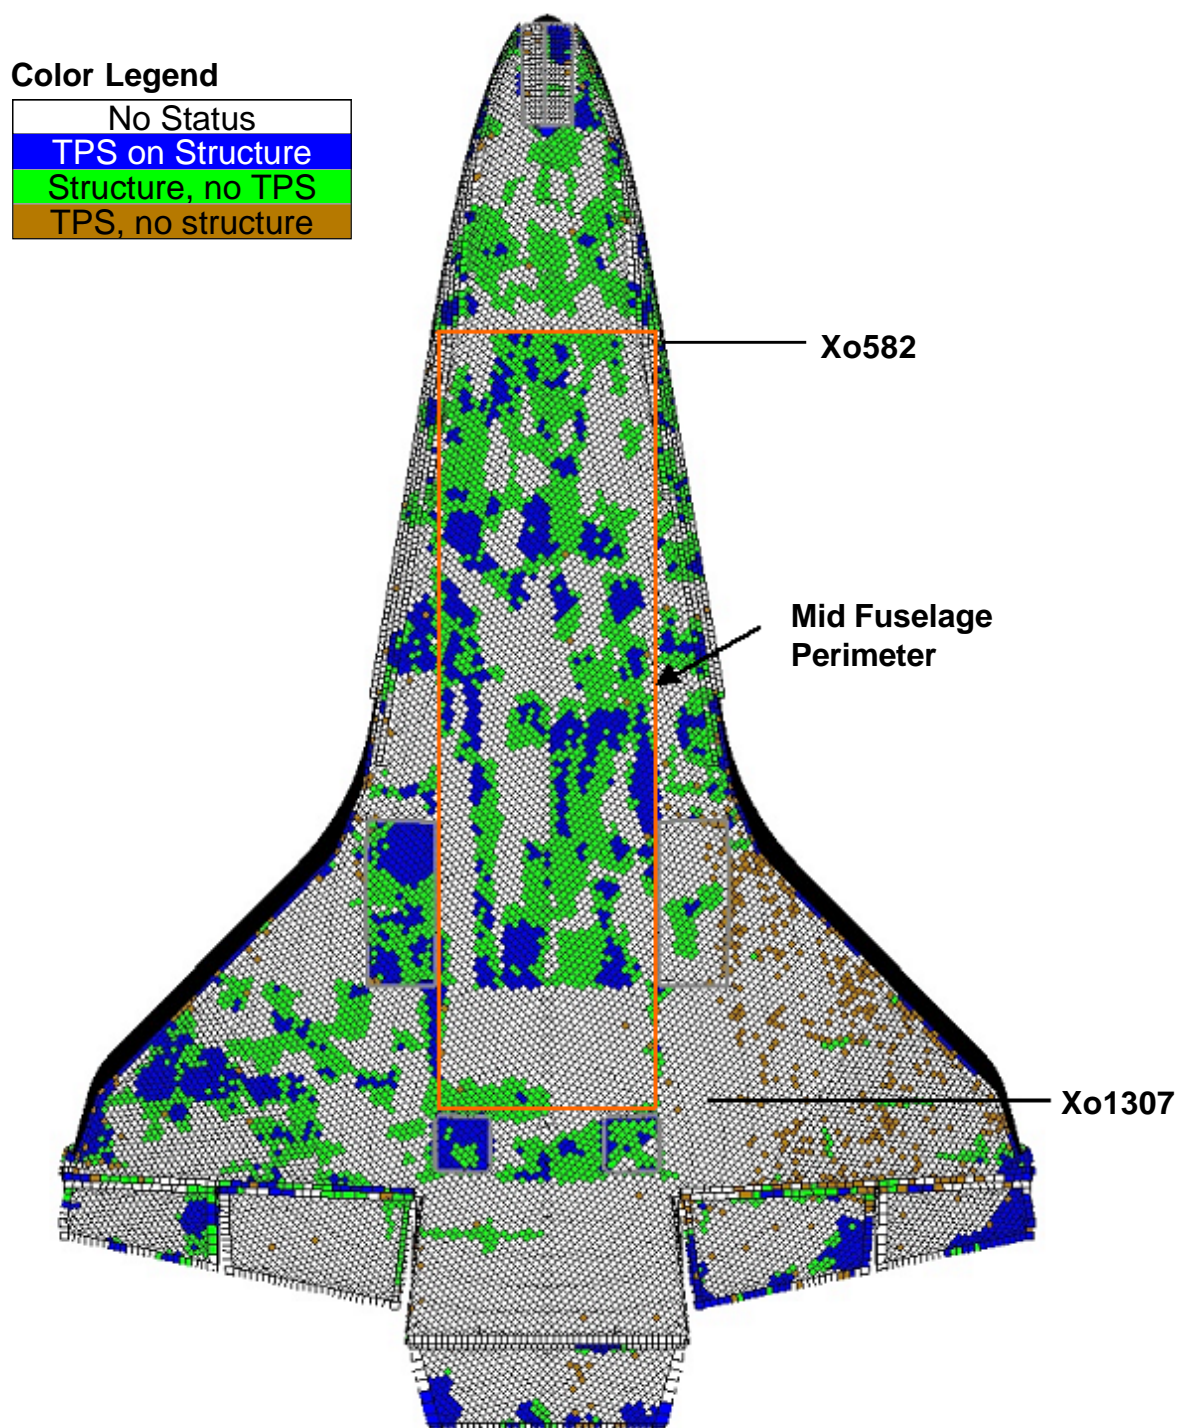 Color Legend
No Status
TPS on Structure
Structure, no TPS
TPS, no structure
Xo582
Mid Fuselage
Perimeter
Xo1307